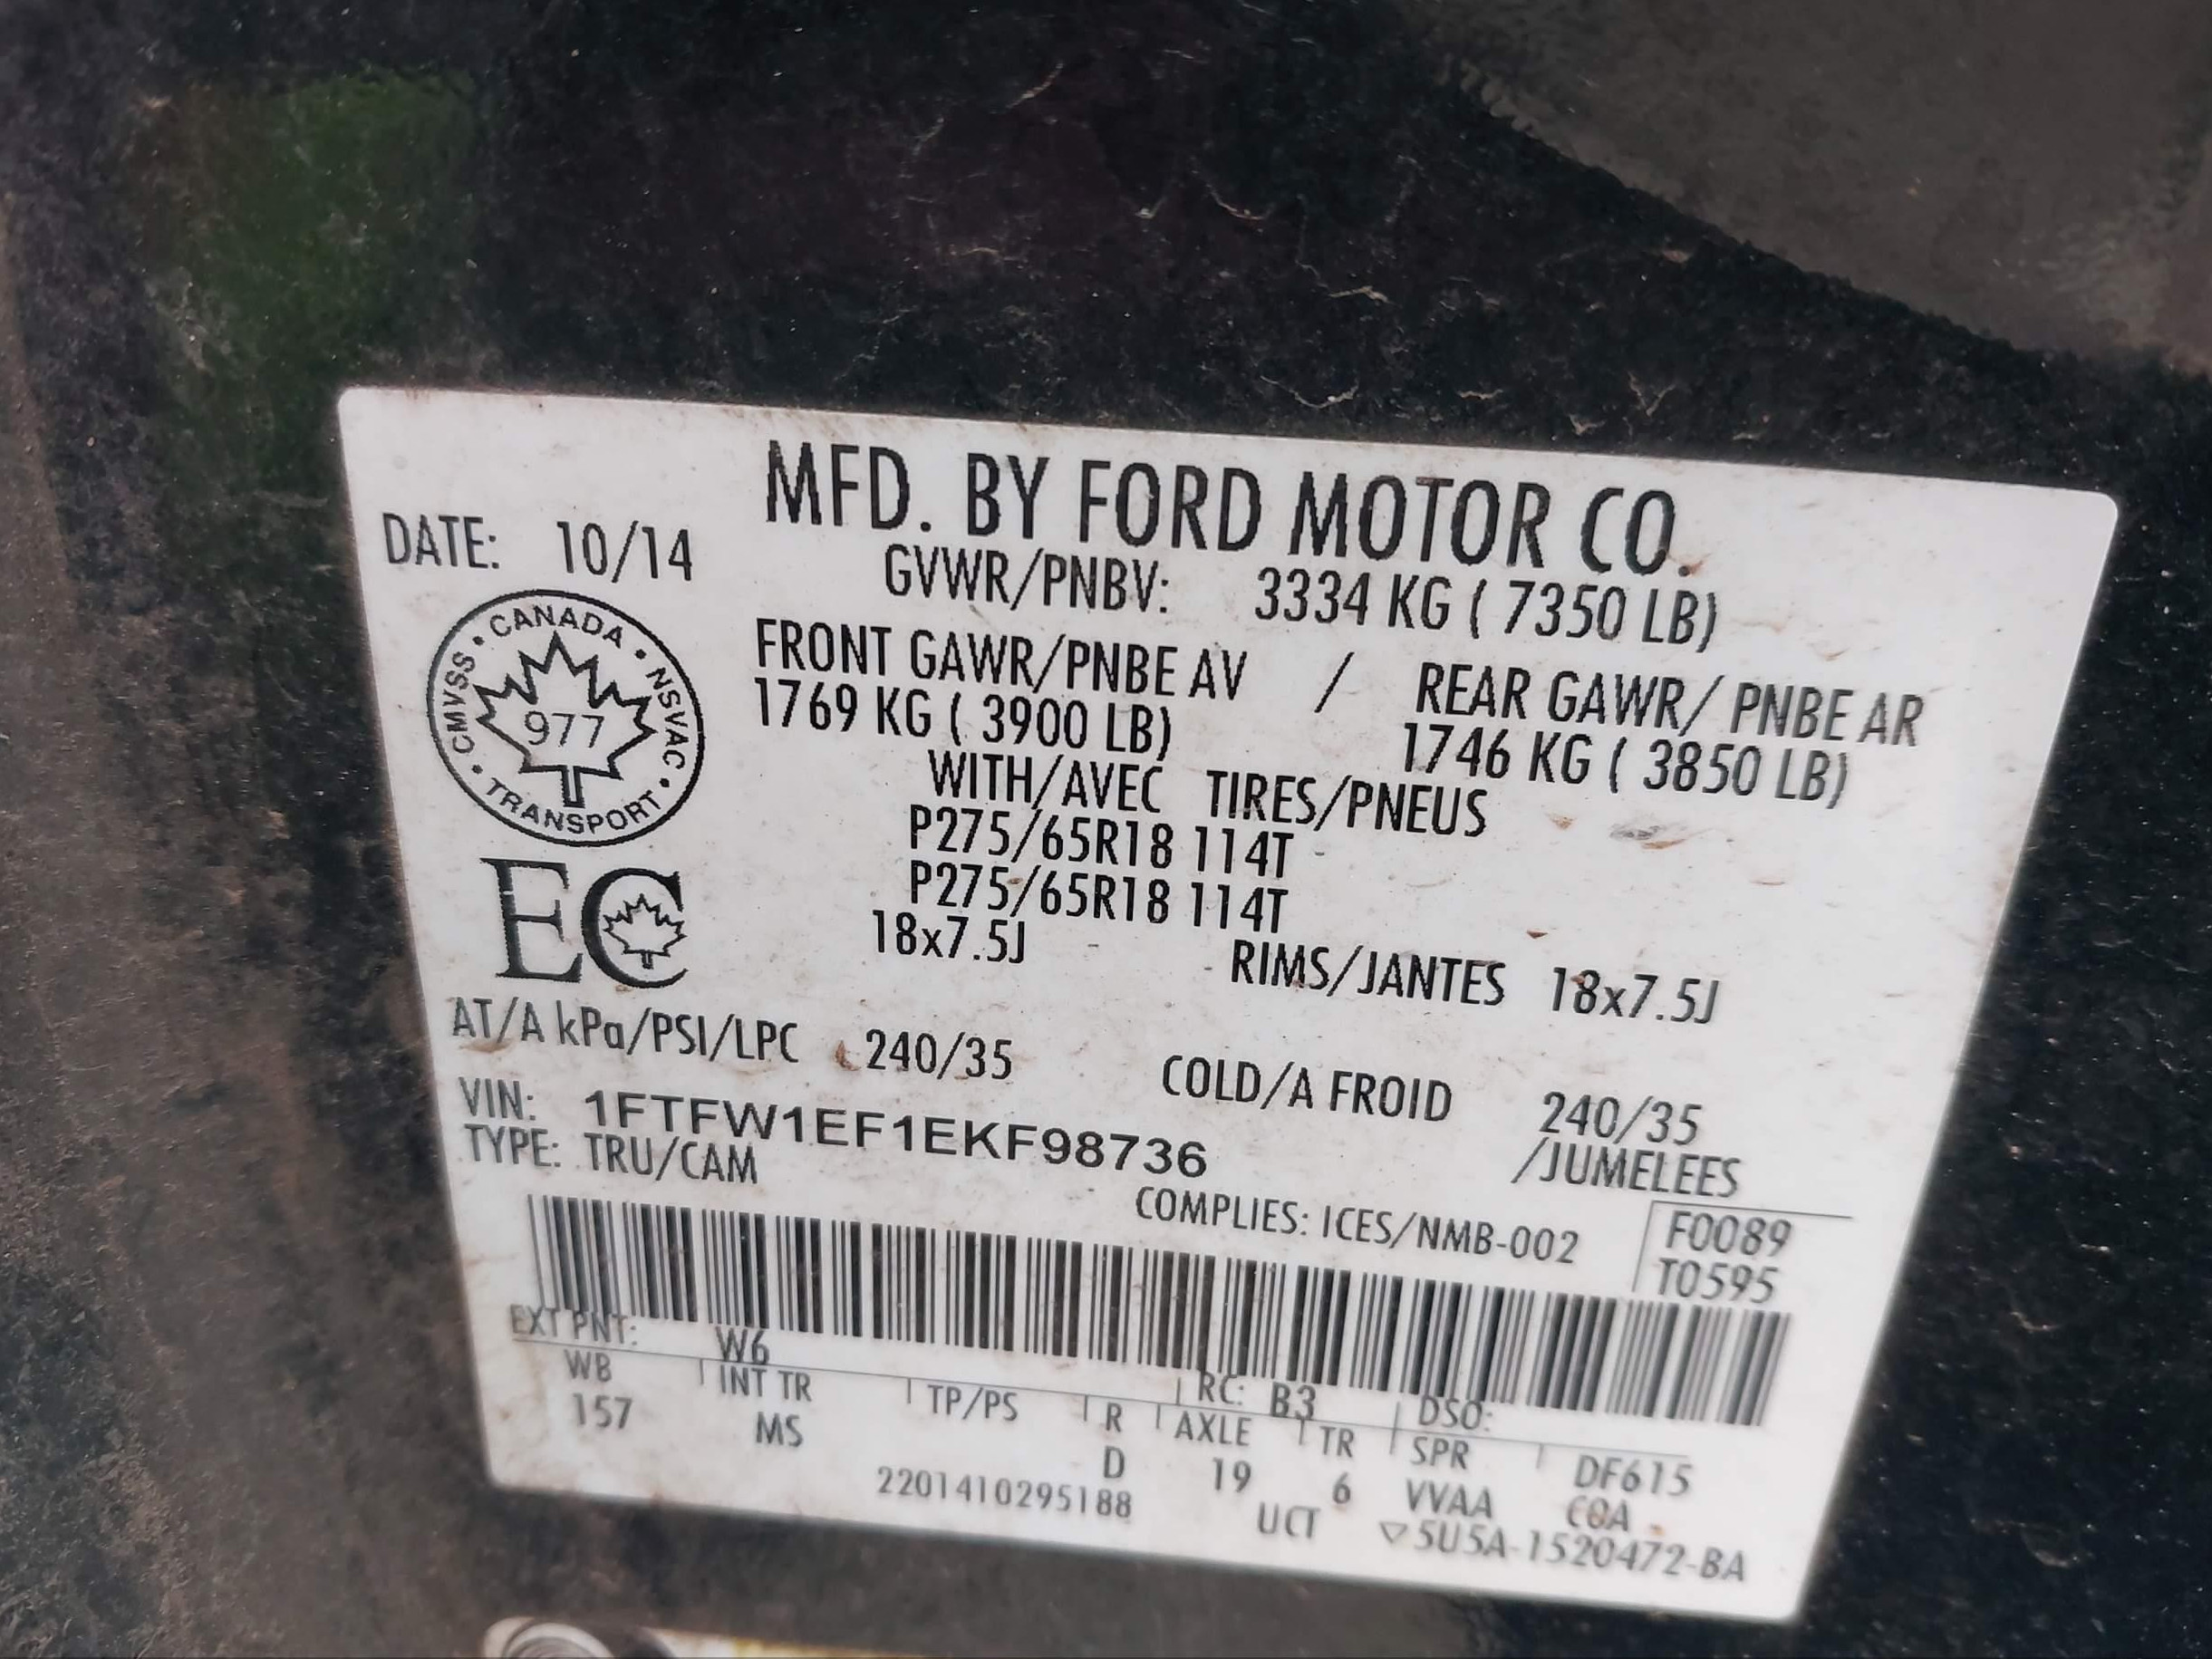 MFD. BY FORD MOTOR CO.
DATE: 10/14
GVWR/PNBV: 3334 KG ( 7350 LB)
FRONT GAWR/PNBE AV / REAR GAWR/ PNBE AR
1769 KG ( 3900 LB) 1746 KG ( 3850 LB)
WITH/AVEC TIRES/PNEUS
P275/65R18 114T
P275/65R18 114T
18x7.5J RIMS/JANTES 18x7.5J
CANADA • NSVAC • TRANSPORT • CMVSS •
977
EC
AT/A kPa/PSI/LPC 240/35 COLD/A FROID 240/35
VIN: 1FTFW1EF1EKF98736 /JUMELEES
TYPE: TRU/CAM
COMPLIES: ICES/NMB-002
F0089
T0595
EXT PNT: W6 RC: B3 DSO:
WB INT TR TP/PS R AXLE TR SPR DF615
157 MS D 19 6 VVAA
2201410295188 UCT ▽5U5A-1520472-BA